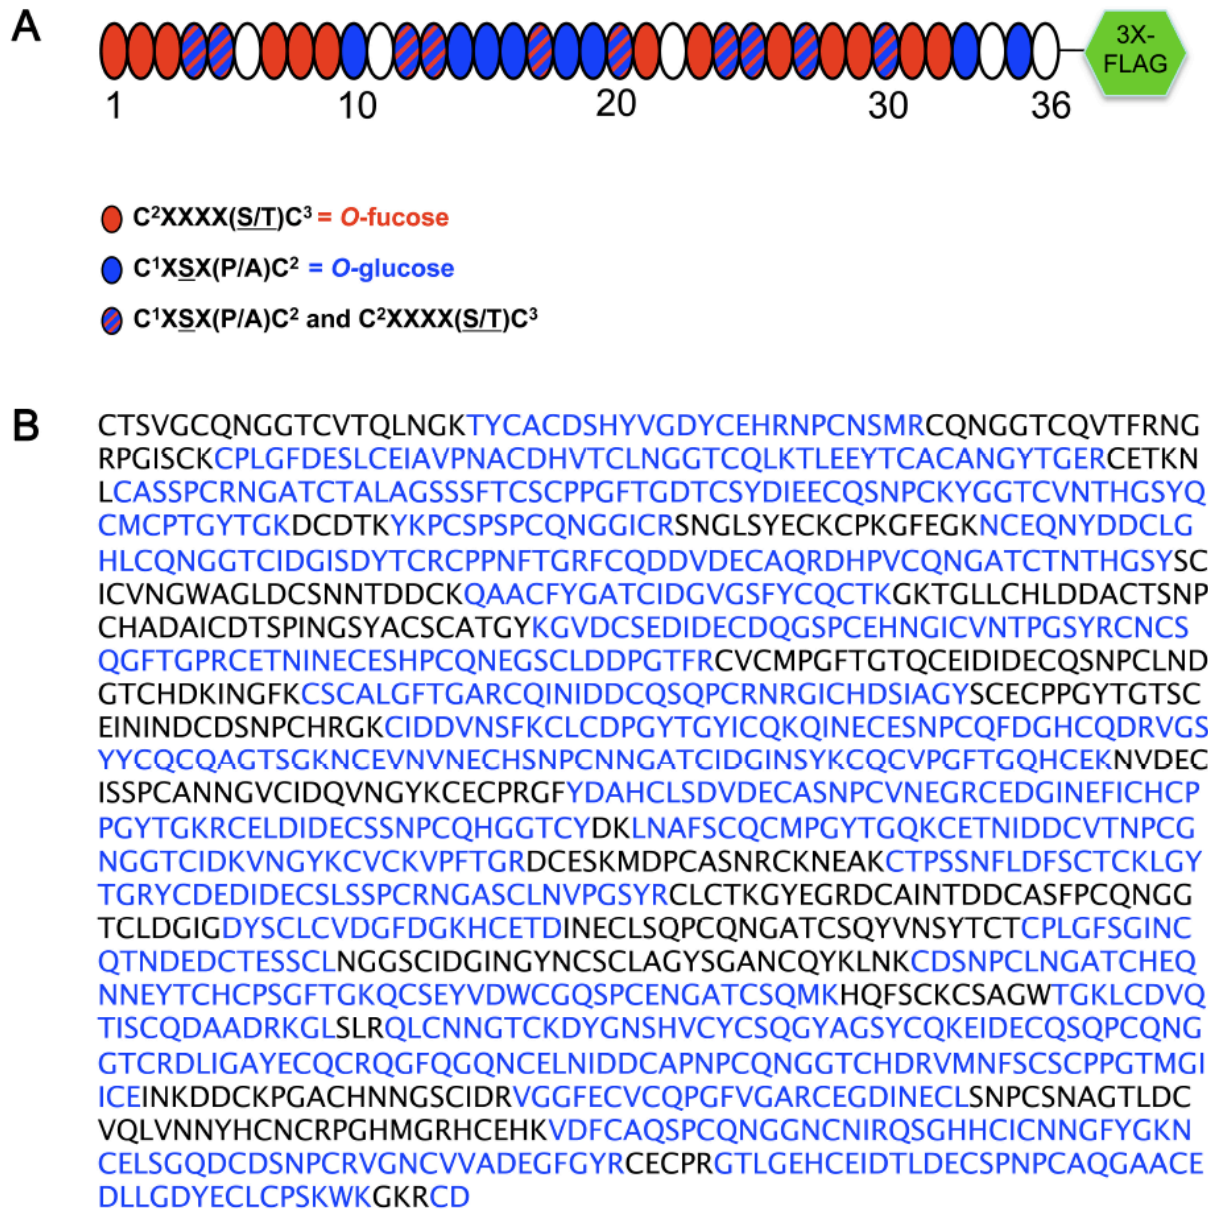 A
3X-
FLAG
1 10 20 30 36
C²XXXX(S/T)C³ = O-fucose
C¹XSX(P/A)C² = O-glucose
C¹XSX(P/A)C² and C²XXXX(S/T)C³
B
CTSVGCQNGGTCVTQLNGKTYCACDSHYVGDYCEHRNPCNSMRCQNGGTCQVTFRNG
RPGISCKCPLGFDESLCEIAVPNACDHVTCLNGGTCQLKTLEEYTCACANGYTGERCETKN
LCASSPCRNGATCTALAGSSSFTCSCPPGFTGDTCSYDIEECQSNPCKYGGTCVNTHGSYQ
CMCPTGYTGKDCDTKYKPCSPSPCQNGGICRSNGLSYECKCPKGFEGKNCEQNYDDCLG
HLCQNGGTCIDGISDYTCRCPPNFTGRFCQDDVDECAQRDHPVCQNGATCTNTHGSYSC
ICVNGWAGLDCSNNTDDCKQAACFYGATCIDGVGSFYCQCTKGKTGLLCHLDDACTSNP
CHADAICDTSPINGSYACSCATGYKGVDCSEDIDECDQGSPCEHNGICVNTPGSYRCNCS
QGFTGPRCETNINECESHPCQNEGSCLDDPGTFRCVCMPGFTGTQCEIDIDECQSNPCLND
GTCHDKINGFKCSCALGFTGARCQINIDDCQSQPCRNRGICHDSIAGYSCECPPGYTGTSC
EININDCDSNPCHRGKCIDDVNSFKCLCDPGYTGYICQKQINECESNPCQFDGHCQDRVGS
YYCQCQAGTSGKNCEVNVNECHSNPCNNGATCIDGINSYKCQCVPGFTGQHCEKNVDEC
ISSPCANNGVCIDQVNGYKCECPRGFYDAHCLSDVDECASNPCVNEGRCEDGINEFICHCP
PGYTGKRCELDIDECSSNPCQHGGTCYDKLNAFSCQCMPGYTGQKCETNIDDCVTNPCG
NGGTCIDKVNGYKCVCKVPFTGRDCESKMDPCASNRCKNEAKCTPSSNFLDFSCTCKLGY
TGRYCDEDIDECSLSSPCRNGASCLNVPGSYRCLCTKGYEGRDCAINTDDCASFPCQNGG
TCLDGIGDYSCLCVDGFDGKHCETDINECLSQPCQNGATCSQYVNSYTCTCPLGFSGINC
QTNDEDCTESSCLNGGSCIDGINGYNCSCLAGYSGANCQYKLNKCDSNPCLNGATCHEQ
NNEYTCHCPSGFTGKQCSEYVDWCGQSPCENGATCSQMKHQFSCKCSAGWTGKLCDVQ
TISCQDAADRKGLSLRQLCNNGTCKDYGNSHVCYCSQGYAGSYCQKEIDECQSQPCQNG
GTCRDLIGAYECQCRQGFQGQNCELNIDDCAPNPCQNGGTCHDRVMNFSCSCPPGTMGI
ICEINKDDCKPGACHNNGSCIDRVGGFECVCQPGFVGARCEGDINECLSNPCSNAGTLDC
VQLVNNYHCNCRPGHMGRHCEHKVDFCAQSPCQNGGNCNIRQSGHHCICNNGFYGKN
CELSGQDCDSNPCRVGNCVVADEGFGYRCECPRGTLGEHCEIDTLDECSPNPCAQGAACE
DLLGDYECLCPSKWKGKRCD